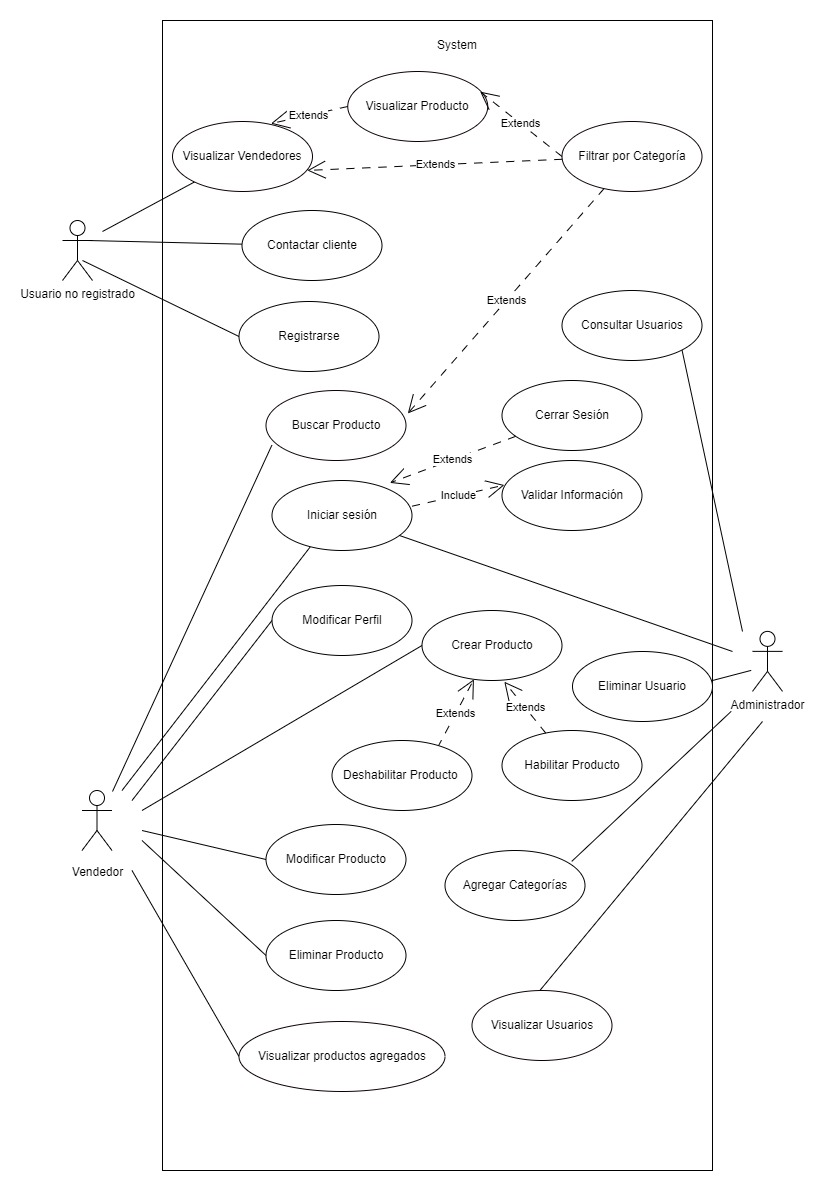 System
Visualizar Producto
Extends
Extends
Visualizar Vendedores
Extends
Filtrar por Categoría
Contactar cliente
Usuario no registrado
Extends
Consultar Usuarios
Registrarse
Buscar Producto
Cerrar Sesión
Extends
Include
Validar Información
Iniciar sesión
Modificar Perfil
Crear Producto
Eliminar Usuario
Administrador
Extends
Extends
Deshabilitar Producto
Habilitar Producto
Vendedor
Modificar Producto
Agregar Categorías
Eliminar Producto
Visualizar Usuarios
Visualizar productos agregados